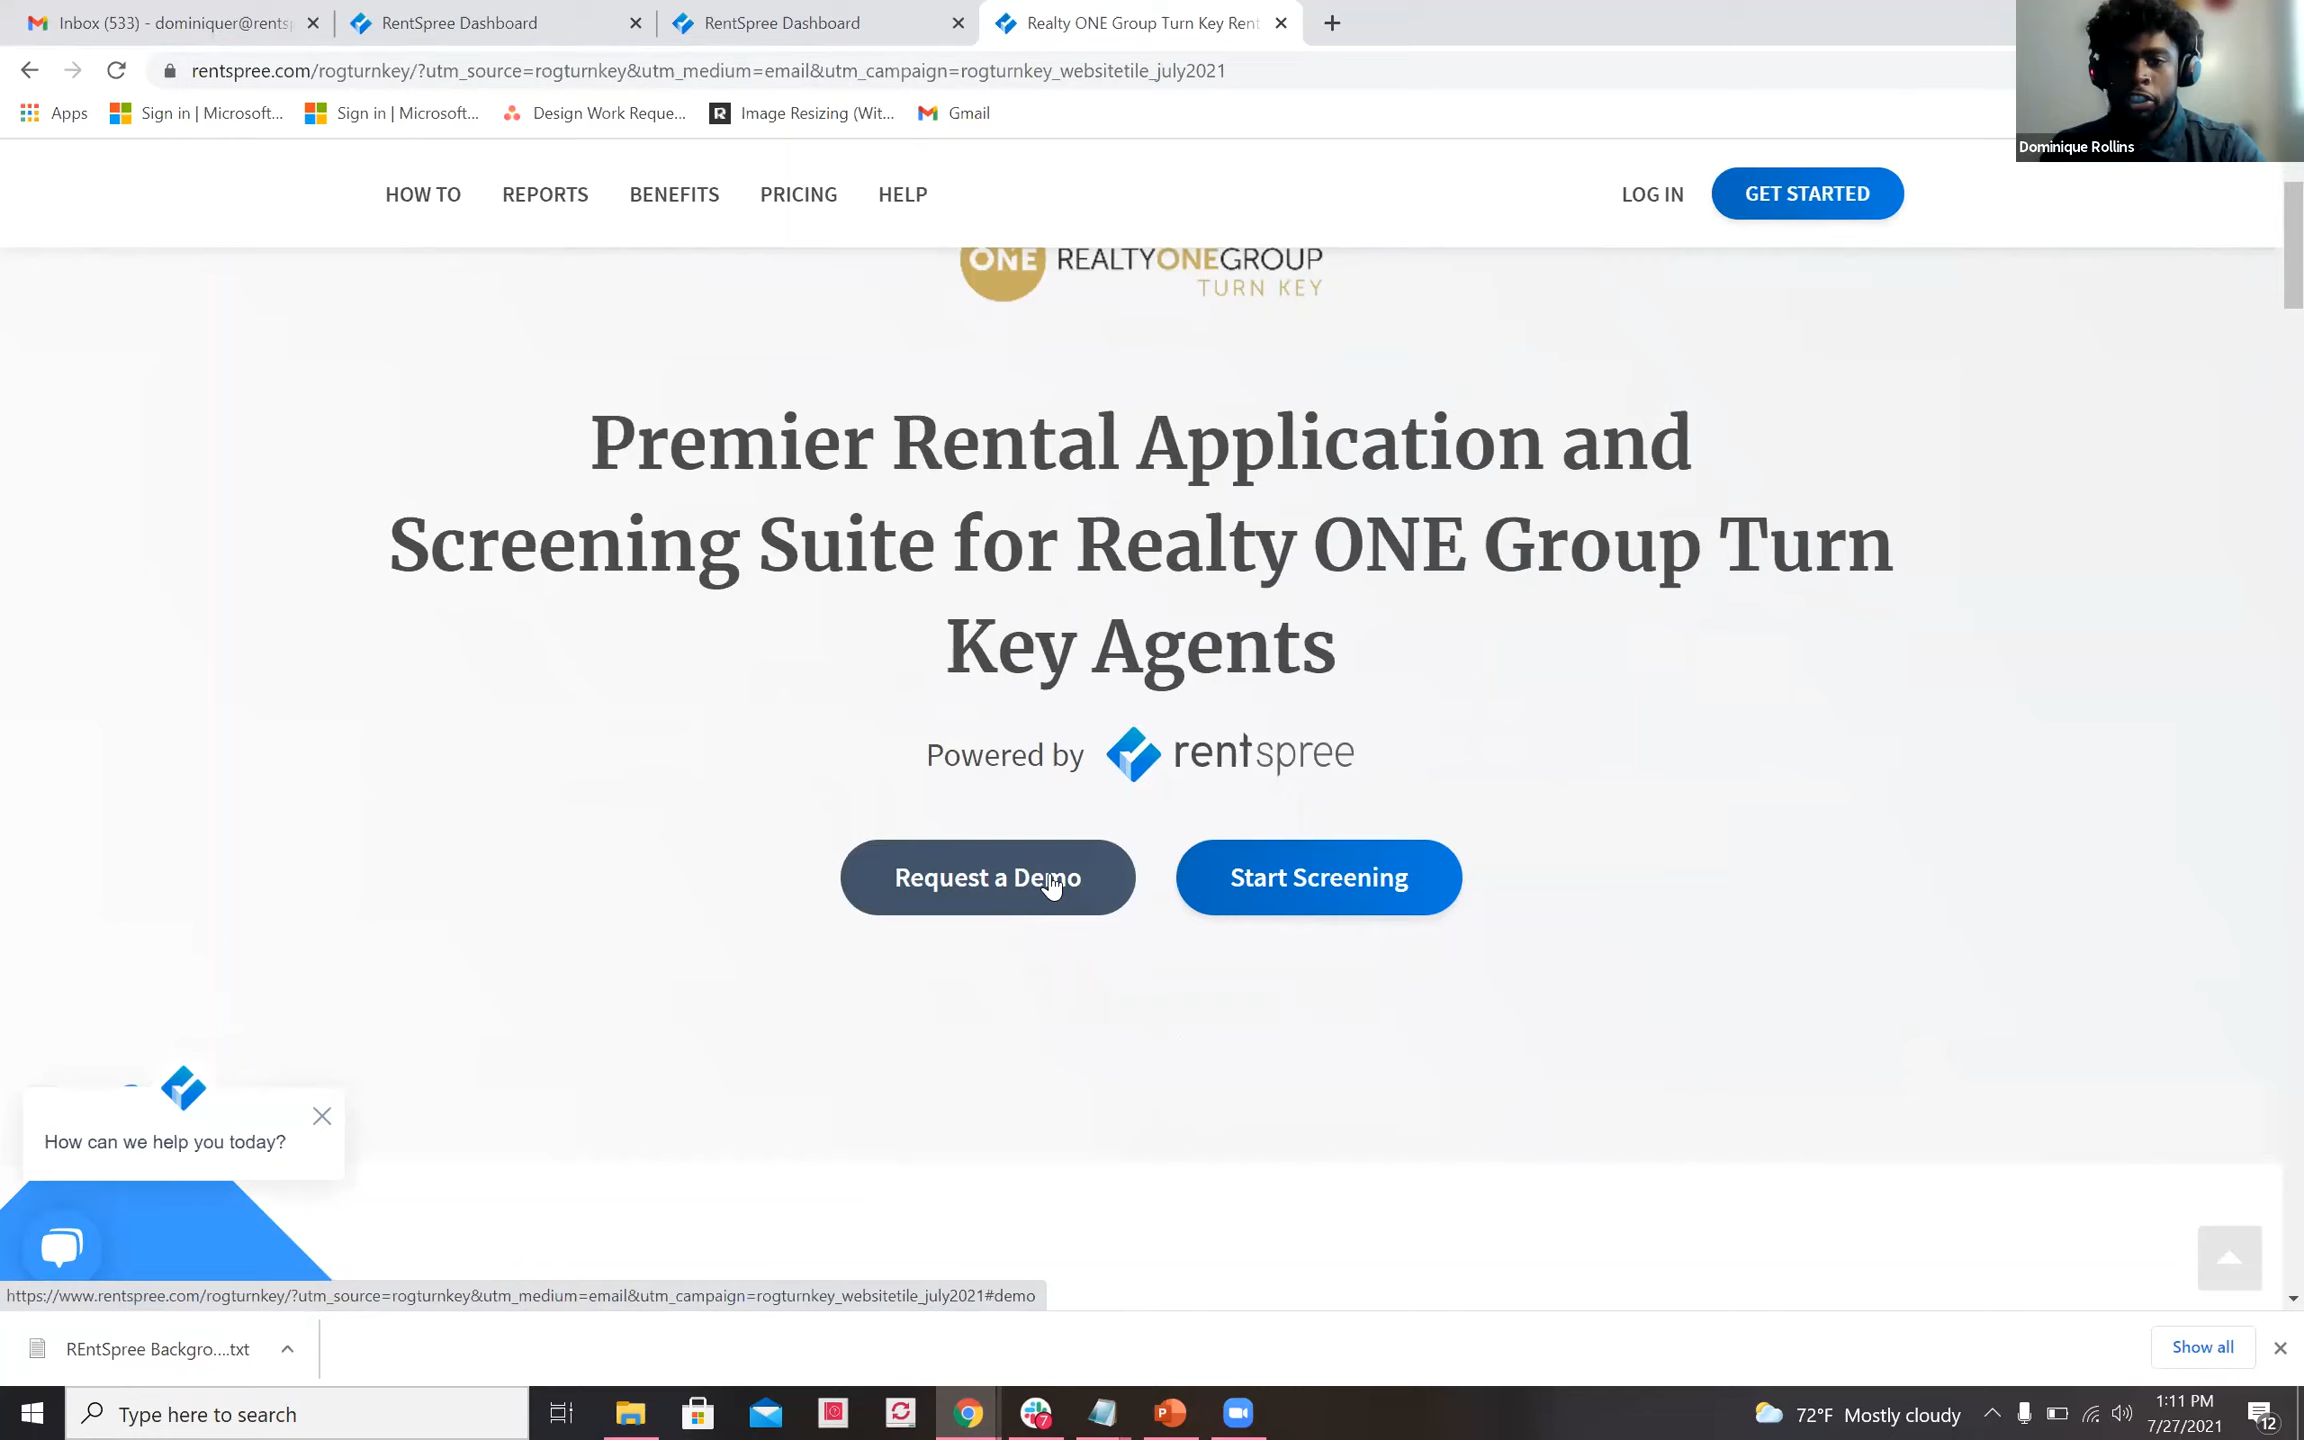 Inbox (533) - dominiquer@rents
RentSpree Dashboard
RentSpree Dashboard
Realty ONE Group Turn Key Rent
rentspree.com/rogturnkey/?utm_source=rogturnkey&utm_medium=email&utm_campaign=rogturnkey_websitetile_july2021
Apps
Sign in | Microsoft...
Sign in | Microsoft...
Design Work Reque...
R
Image Resizing (Wit...
Gmail
Dominique Rollins
HOW TO
REPORTS
BENEFITS
PRICING
HELP
LOG IN
GET STARTED
ONE
REALTYONEGROUP
TURN KEY
Premier Rental Application and
Screening Suite for Realty ONE Group Turn
Key Agents
Powered by
rentspree
Request a Demo
Start Screening
How can we help you today?
https://www.rentspree.com/rogturnkey/?utm_source=rogturnkey&utm_medium=email&utm_campaign=rogturnkey_websitetile_july2021#demo
REntSpree Backgro....txt
Show all
Type here to search
7
P
72°F Mostly cloudy
1:11 PM
7/27/2021
12